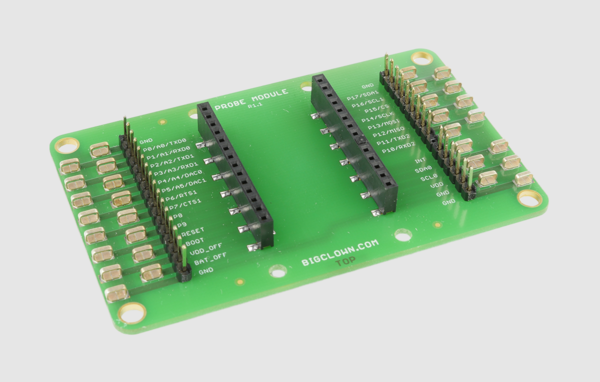 PROBE MODULE
R1.1
GND
P0/A0/TXD0
P1/A1/RXD0
P2/A2/TXD1
P3/A3/RXD1
P4/A4/DAC0
P5/A5/DAC1
P6/RTS1
P7/CTS1
P8
P9
RESET
BOOT
VDD_OFF
BAT_OFF
GND
GND
P17/SDA1
P16/SCL1
P15/CS
P14/SCLK
P13/MOSI
P12/MISO
P11/TXD2
P10/RXD2
INT
SDA0
SCL0
VDD
GND
GND
BIGCLOWN.COM
TOP